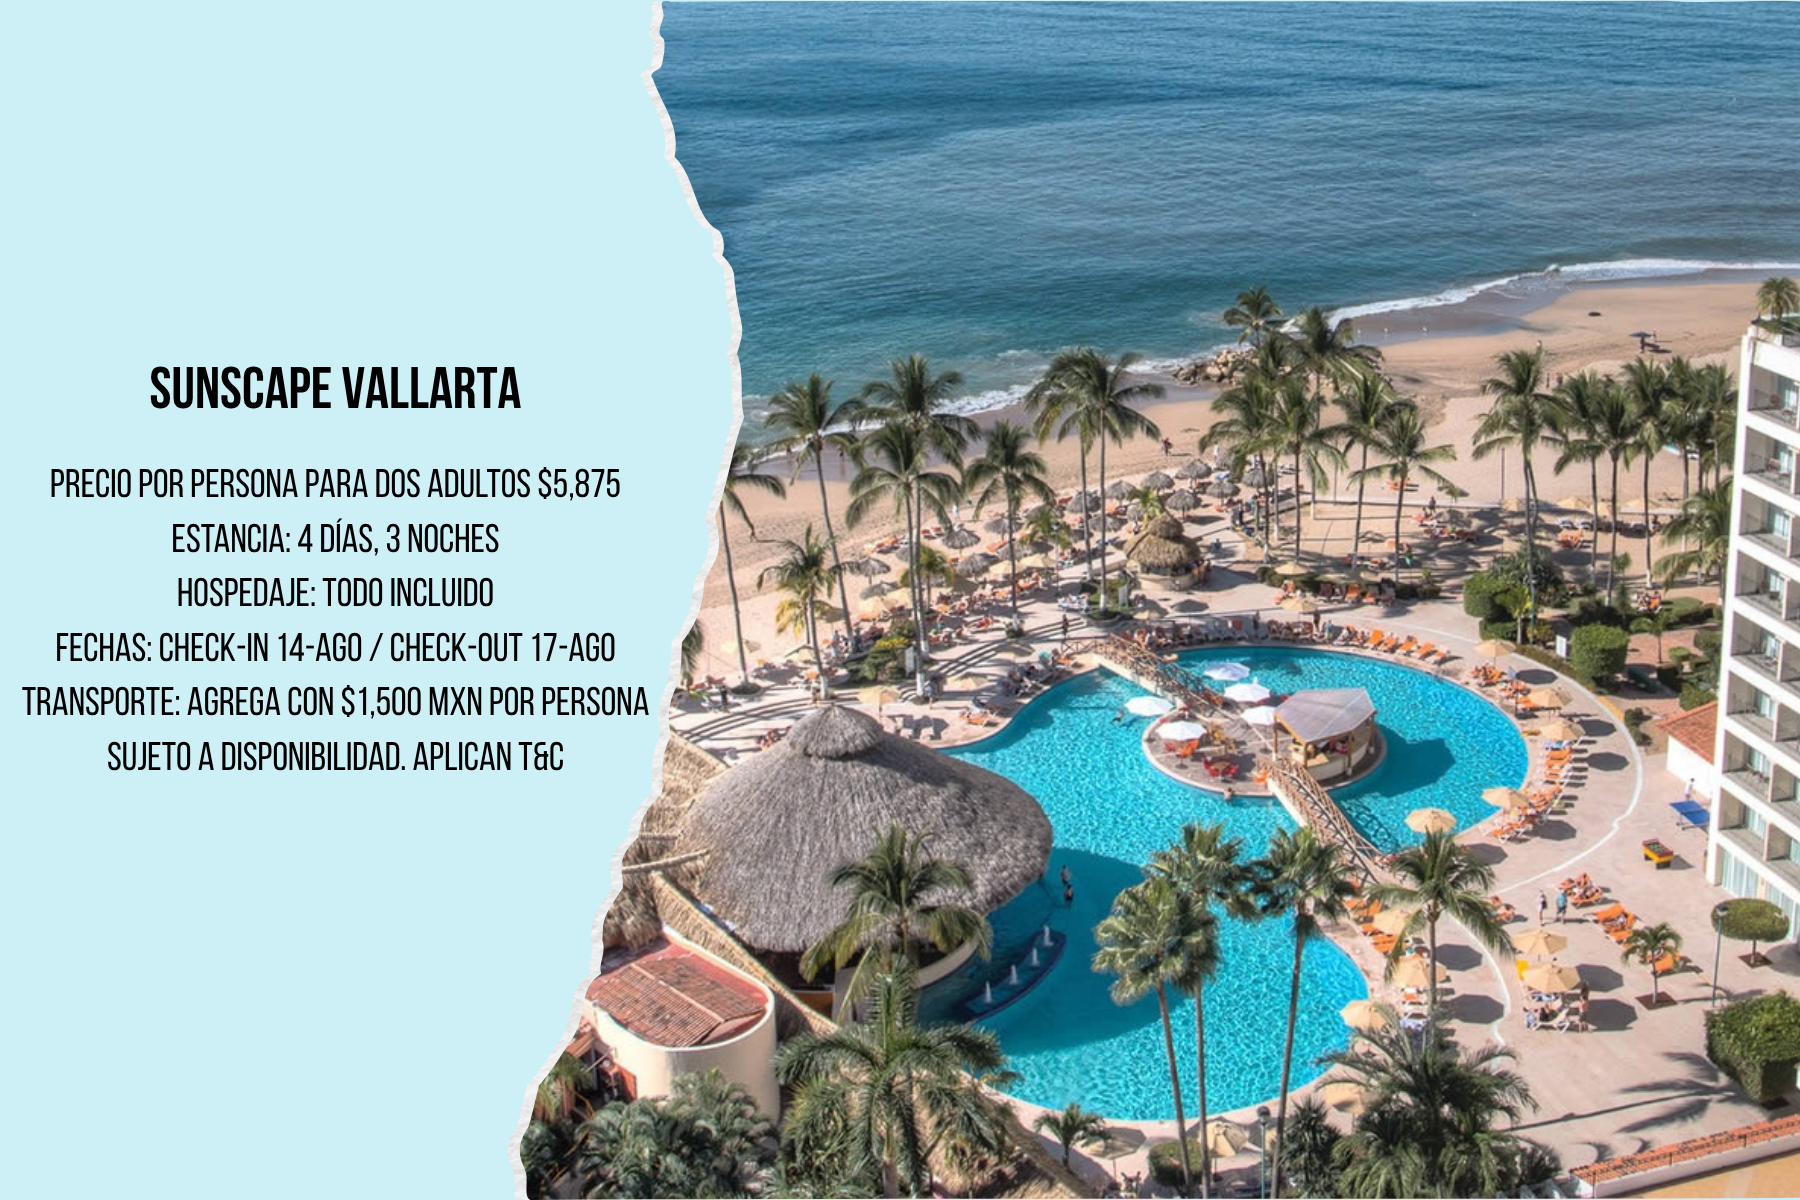 SUNSCAPE VALLARTA
PRECIO POR PERSONA PARA DOS ADULTOS $5,875
ESTANCIA: 4 DÍAS, 3 NOCHES
HOSPEDAJE: TODO INCLUIDO
FECHAS: CHECK-IN 14-AGO / CHECK-OUT 17-AGO
TRANSPORTE: AGREGA CON $1,500 MXN POR PERSONA
SUJETO A DISPONIBILIDAD. APLICAN T&C